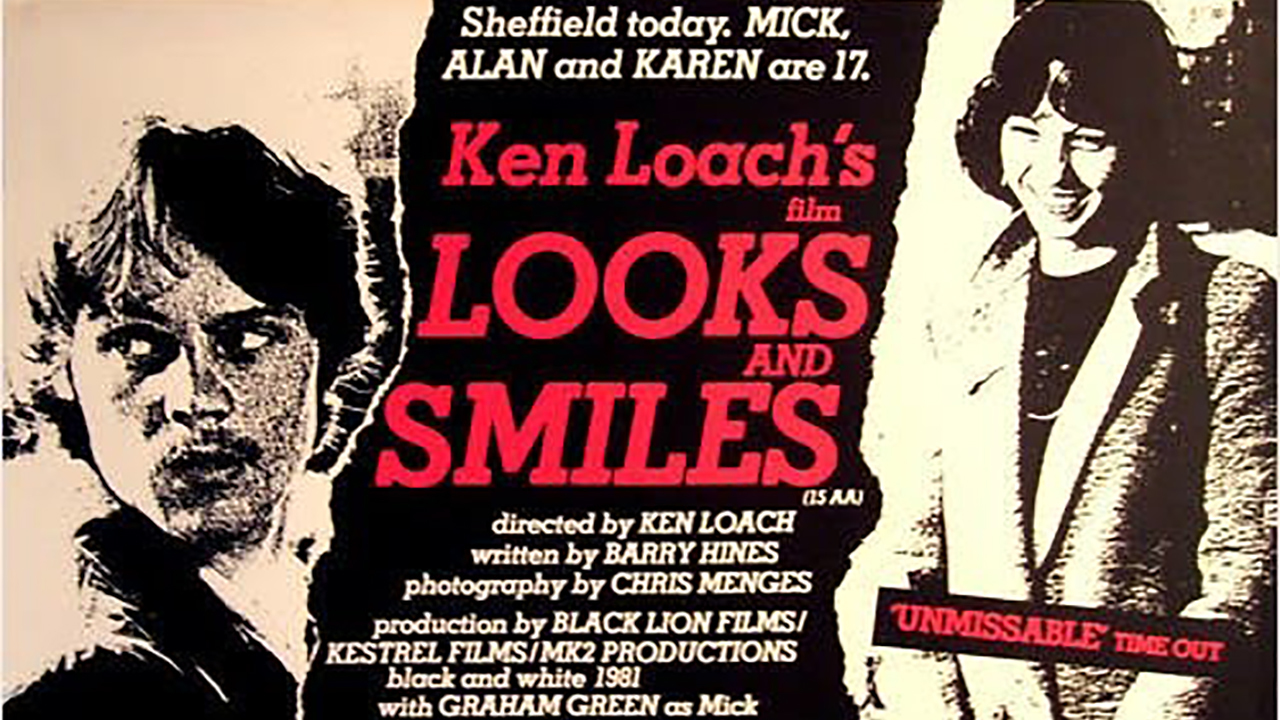 Sheffield today. MICK,
ALAN and KAREN are 17.
Ken Loach's
film
LOOKS
AND
SMILES
(15 AA)
directed by KEN LOACH
written by BARRY HINES
photography by CHRIS MENGES
production by BLACK LION FILMS/
KESTREL FILMS/MK2 PRODUCTIONS
black and white 1981
with GRAHAM GREEN as Mick
'UNMISSABLE' TIME OUT